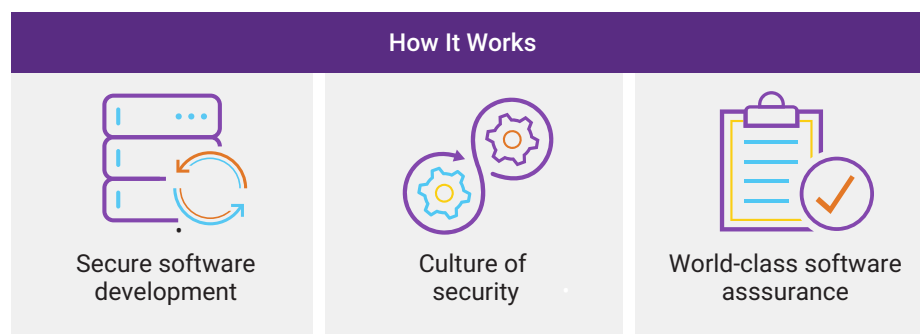 How It Works
Secure software
development
Culture of
security
World-class software
asssurance